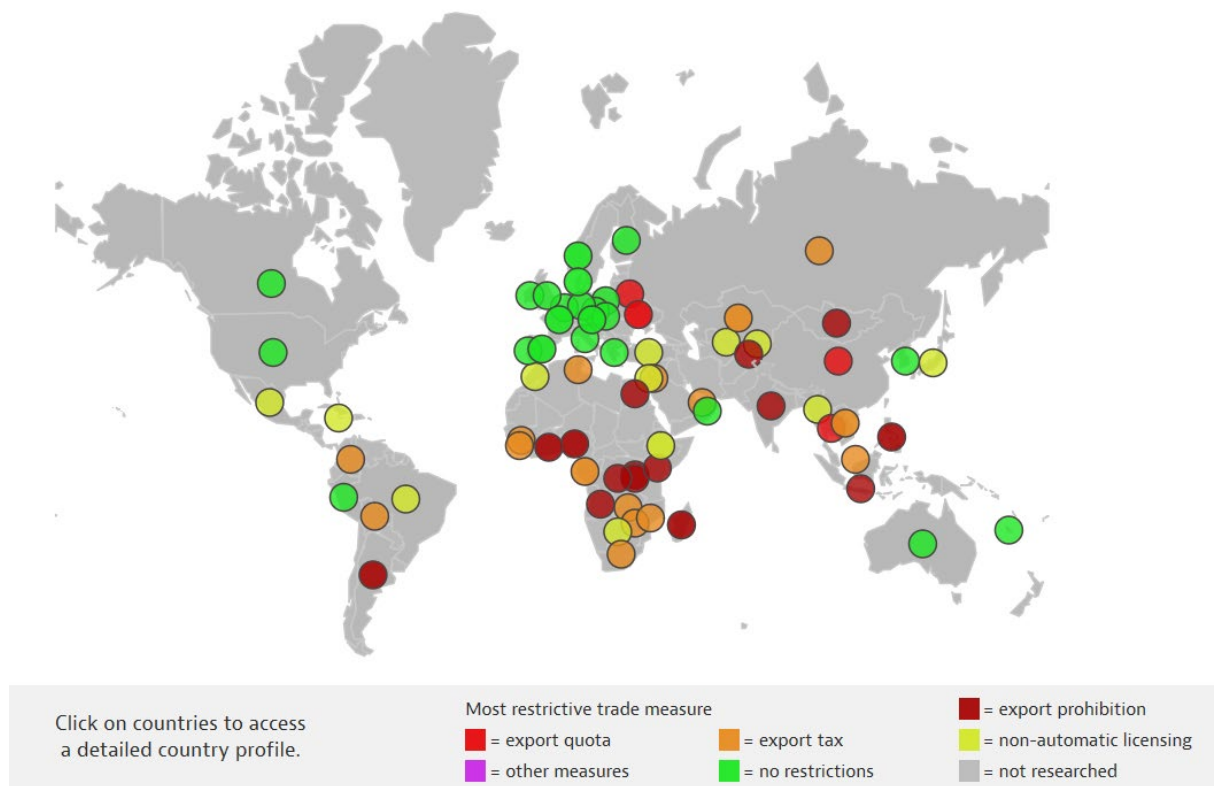 Click on countries to access
a detailed country profile.
Most restrictive trade measure
= export prohibition
= export quota
= export tax
= non-automatic licensing
= other measures
= no restrictions
= not researched